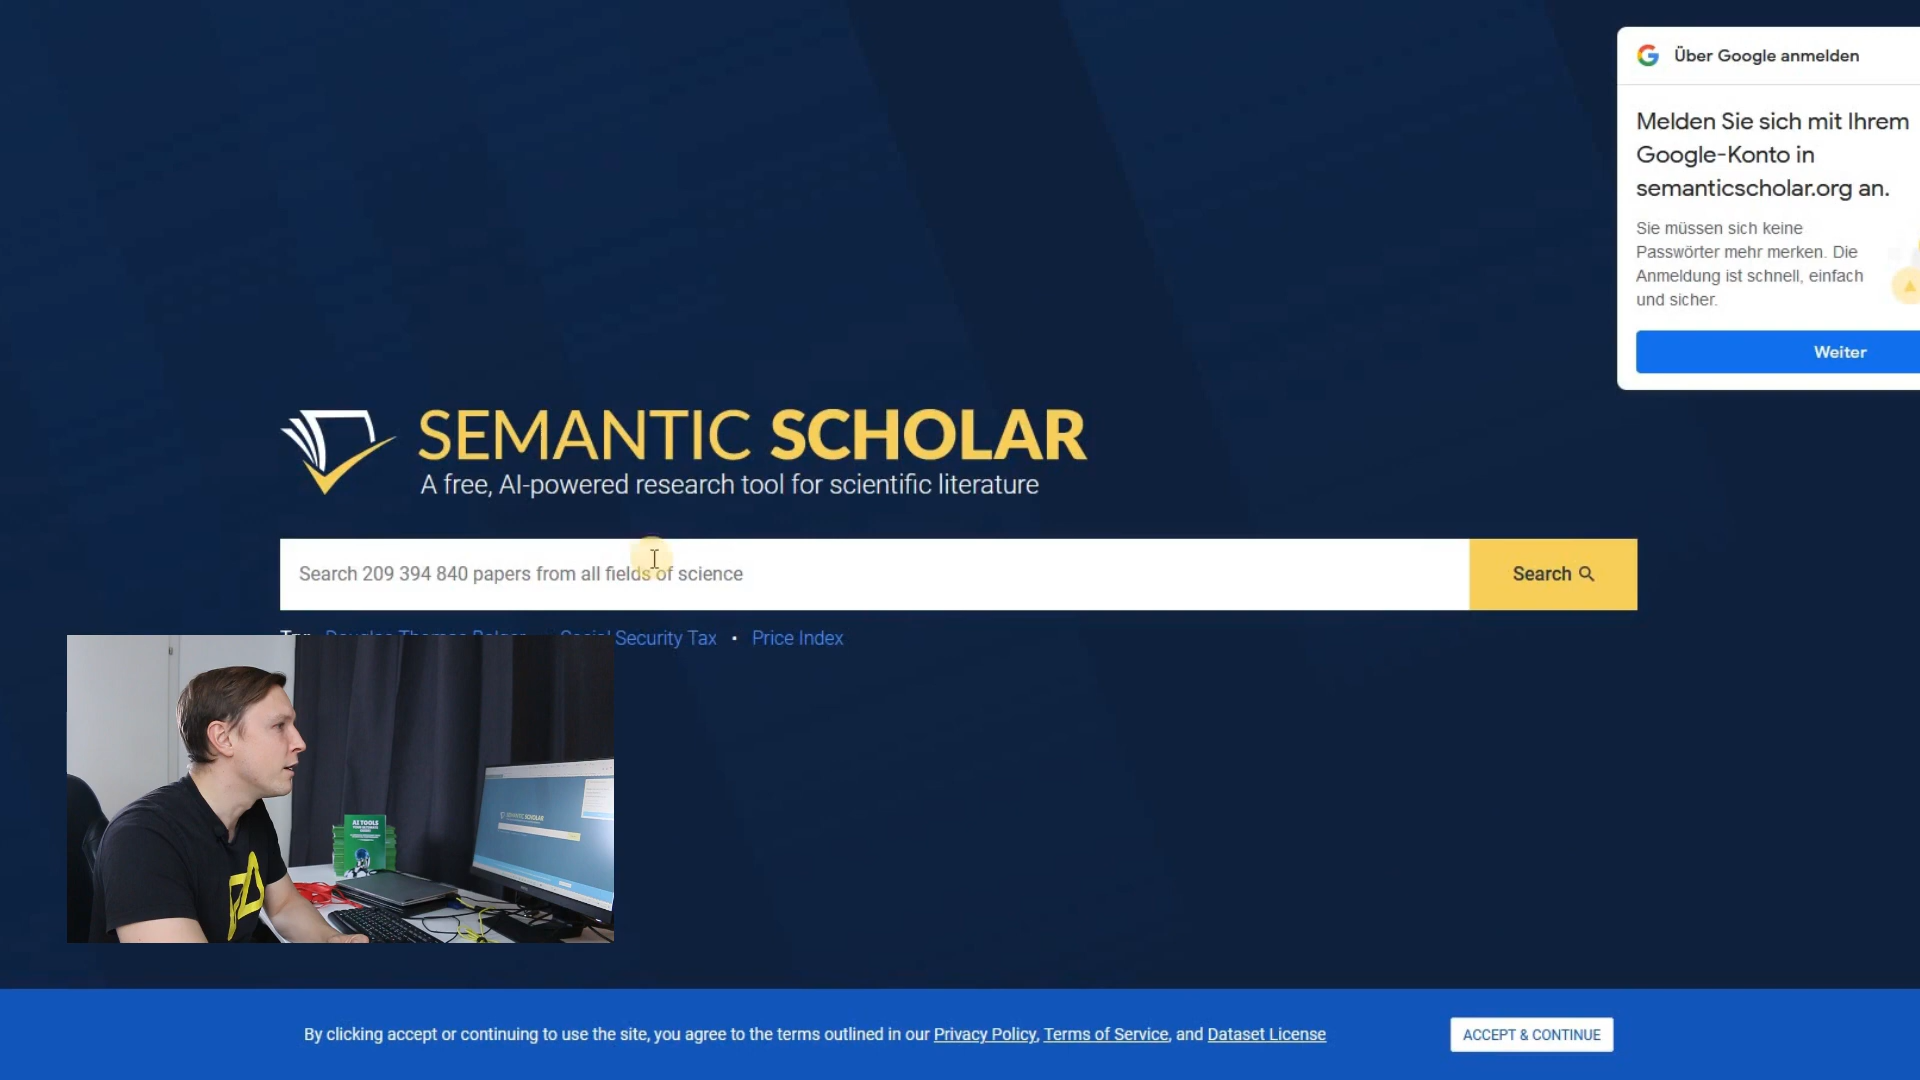 Über Google anmelden
Melden Sie sich mit Ihrem
Google-Konto in
semanticscholar.org an.
Sie müssen sich keine
Passwörter mehr merken. Die
Anmeldung ist schnell, einfach
und sicher.
Weiter
SEMANTIC SCHOLAR
A free, AI-powered research tool for scientific literature
Search 209 394 840 papers from all fields of science
Search
Security Tax • Price Index
AI TOOLS
SEMANTIC SCHOLAR
By clicking accept or continuing to use the site, you agree to the terms outlined in our Privacy Policy, Terms of Service, and Dataset License
ACCEPT & CONTINUE